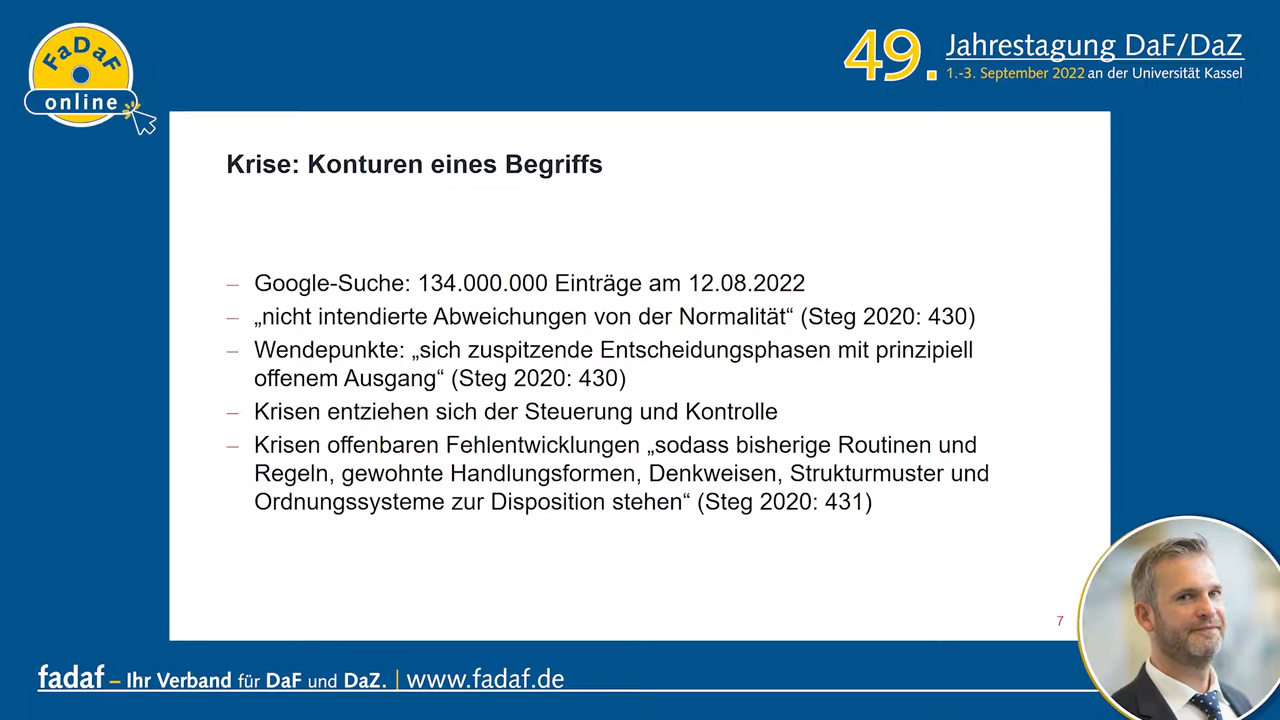 FaDaF
online
49. Jahrestagung DaF/DaZ
1.-3. September 2022 an der Universität Kassel
Krise: Konturen eines Begriffs
– Google-Suche: 134.000.000 Einträge am 12.08.2022
– „nicht intendierte Abweichungen von der Normalität“ (Steg 2020: 430)
– Wendepunkte: „sich zuspitzende Entscheidungsphasen mit prinzipiell
offenem Ausgang“ (Steg 2020: 430)
– Krisen entziehen sich der Steuerung und Kontrolle
– Krisen offenbaren Fehlentwicklungen „sodass bisherige Routinen und
Regeln, gewohnte Handlungsformen, Denkweisen, Strukturmuster und
Ordnungssysteme zur Disposition stehen“ (Steg 2020: 431)
7
fadaf – Ihr Verband für DaF und DaZ. | www.fadaf.de